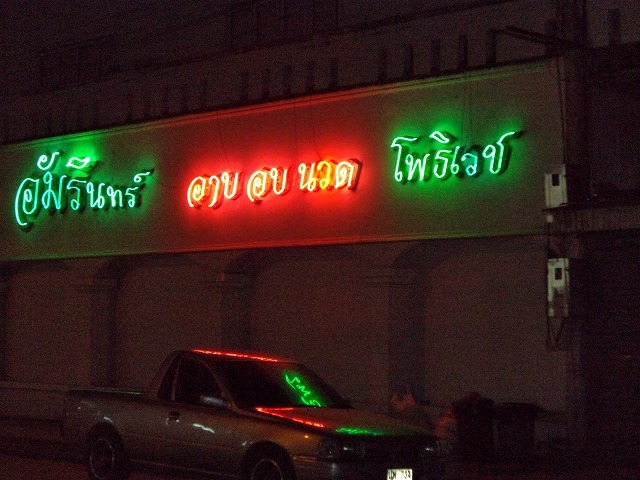 อัมรินทร์ อาบ อบ นวด โพธิเวช